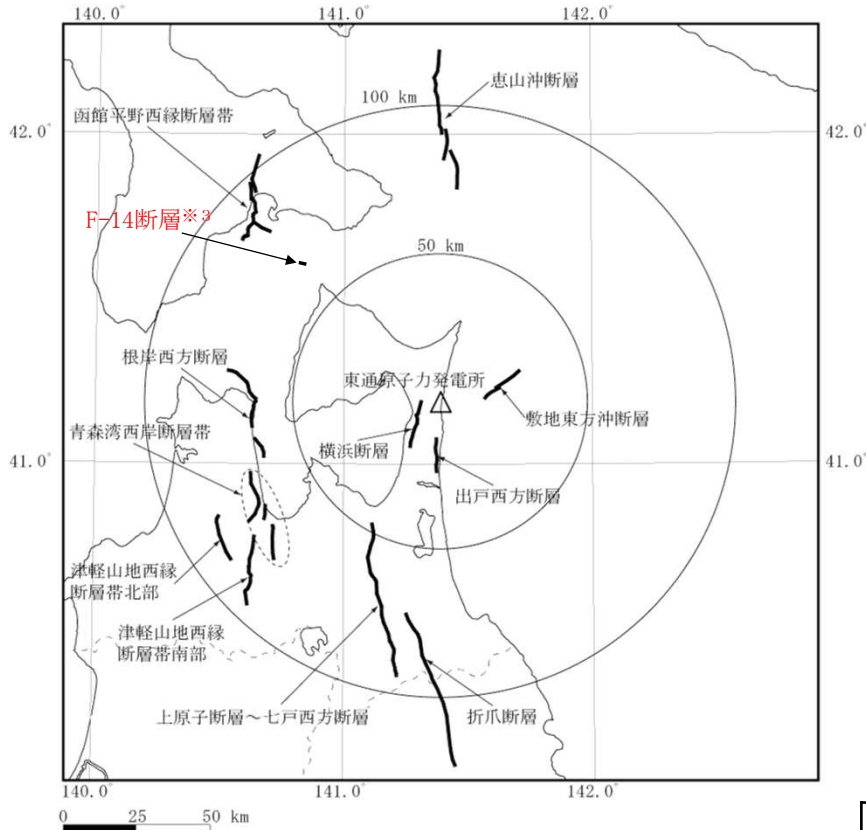 140.0°
141.0°
142.0°
恵山沖断層
100 km
函館平野西縁断層帯
42.0°
42.0°
F-14断層※3
50 km
根岸西方断層
東通原子力発電所
敷地東方沖断層
青森湾西岸断層帯
横浜断層
41.0°
41.0°
出戸西方断層
津軽山地西縁
断層帯北部
津軽山地西縁
断層帯南部
上原子断層～七戸西方断層
折爪断層
140.0°
141.0°
142.0°
0 25 50 km